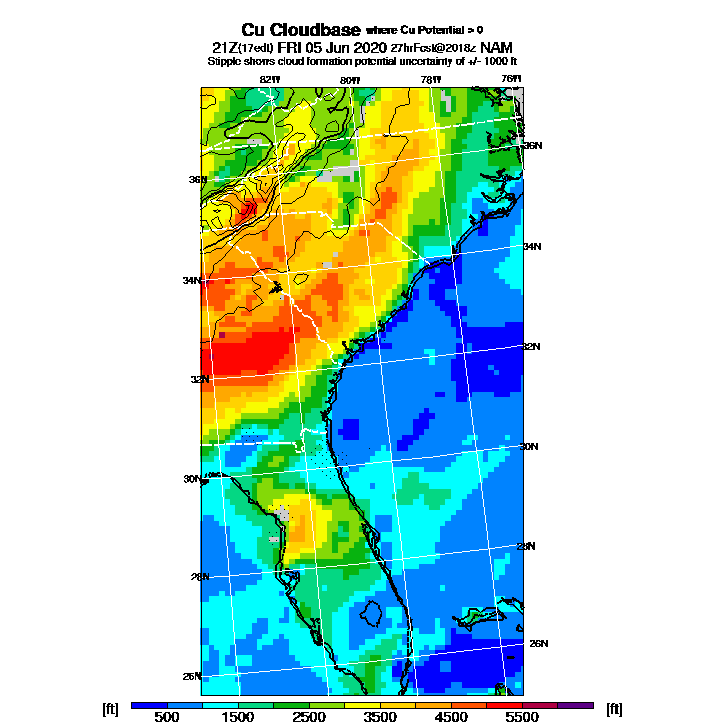 Cu Cloudbase where Cu Potential > 0
21Z(17edt) FRI 05 Jun 2020 27hrFcst@2018z NAM
Stipple shows cloud formation potential uncertainty of +/- 1000 ft
82W 80W 78W 76W
36N
36N
34N
34N
32N
32N
30N
30N
28N
28N
26N
26N
[ft] 500 1500 2500 3500 4500 5500 [ft]